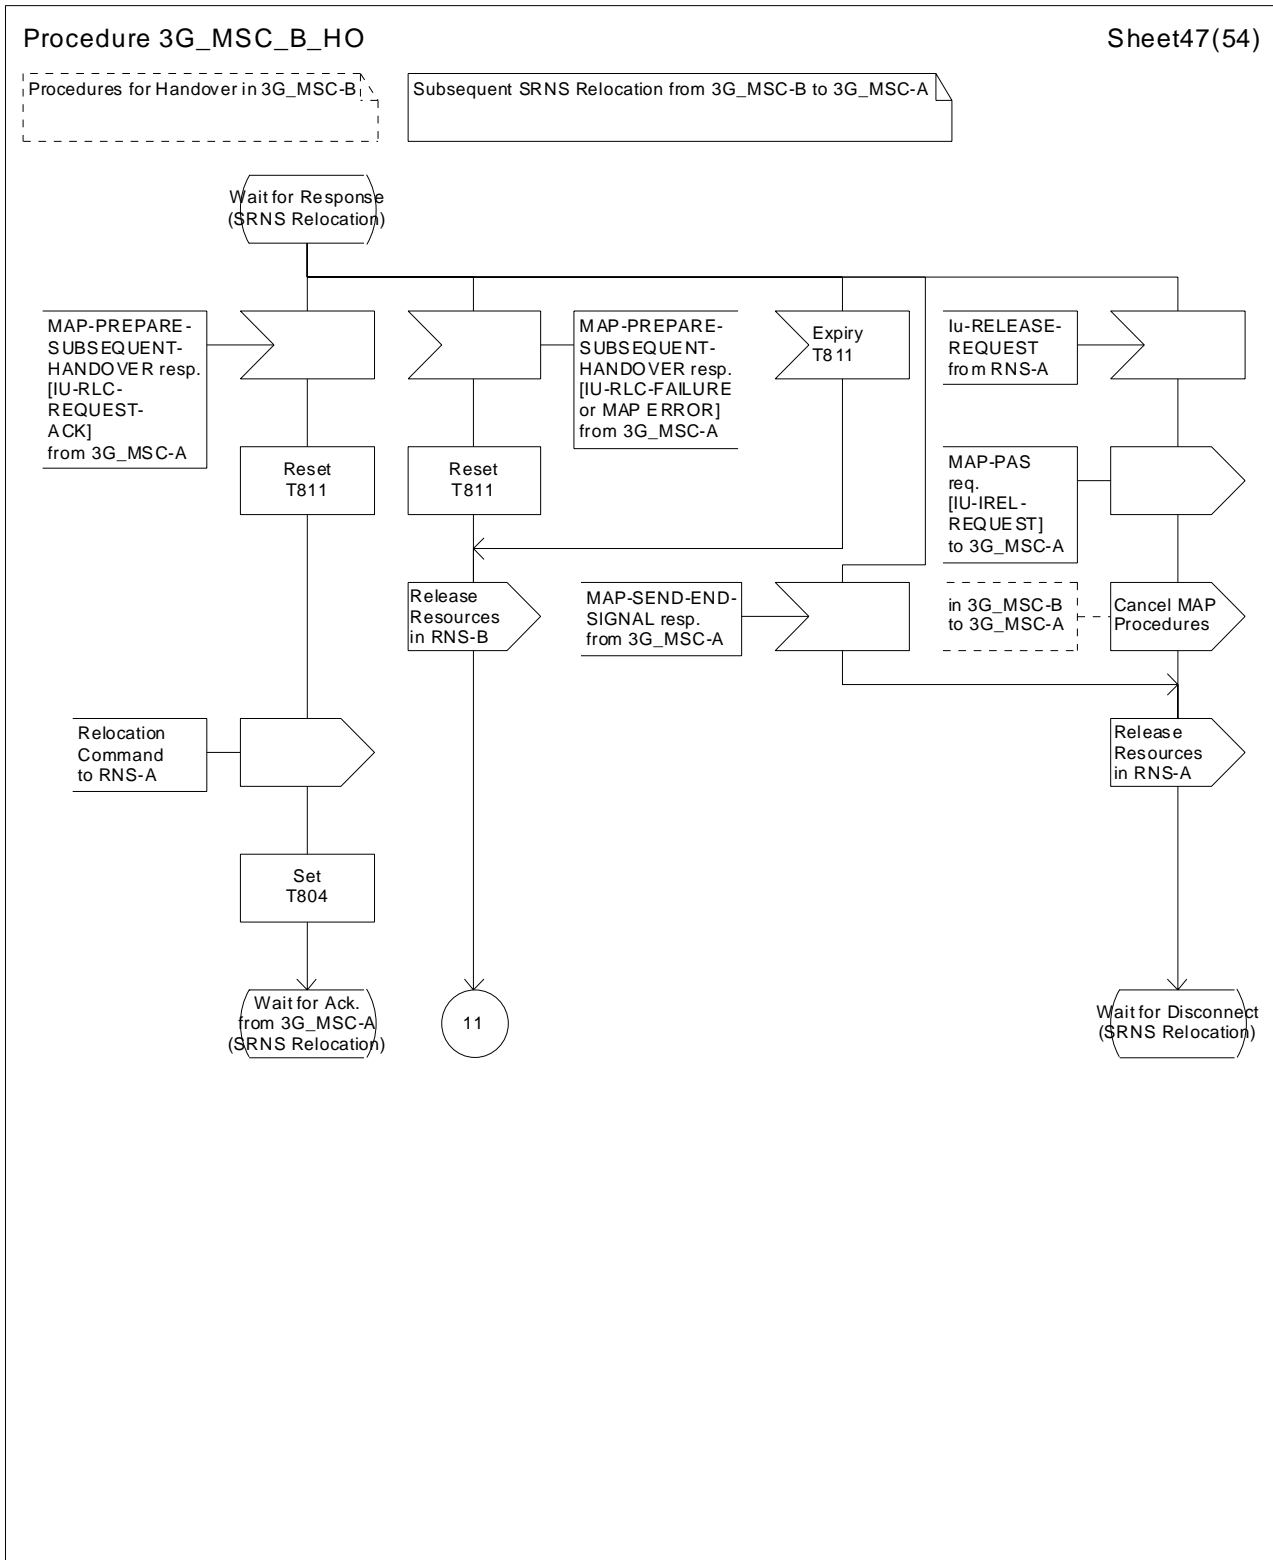 Procedure 3G_MSC_B_HO
Sheet47(54)
Procedures for Handover in 3G_MSC-B
Subsequent SRNS Relocation from 3G_MSC-B to 3G_MSC-A
Wait for Response
(SRNS Relocation)
MAP-PREPARE-
SUBSEQUENT-
HANDOVER resp.
[IU-RLC-
REQUEST-
ACK]
from 3G_MSC-A
MAP-PREPARE-
SUBSEQUENT-
HANDOVER resp.
[IU-RLC-FAILURE
or MAP ERROR]
from 3G_MSC-A
Expiry
T811
Iu-RELEASE-
REQUEST
from RNS-A
Reset
T811
Reset
T811
MAP-PAS
req.
[IU-IREL-
REQUEST]
to 3G_MSC-A
Release
Resources
in RNS-B
MAP-SEND-END-
SIGNAL resp.
from 3G_MSC-A
in 3G_MSC-B
to 3G_MSC-A
Cancel MAP
Procedures
Relocation
Command
to RNS-A
Release
Resources
in RNS-A
Set
T804
Wait for Ack.
from 3G_MSC-A
(SRNS Relocation)
11
Wait for Disconnect
(SRNS Relocation)